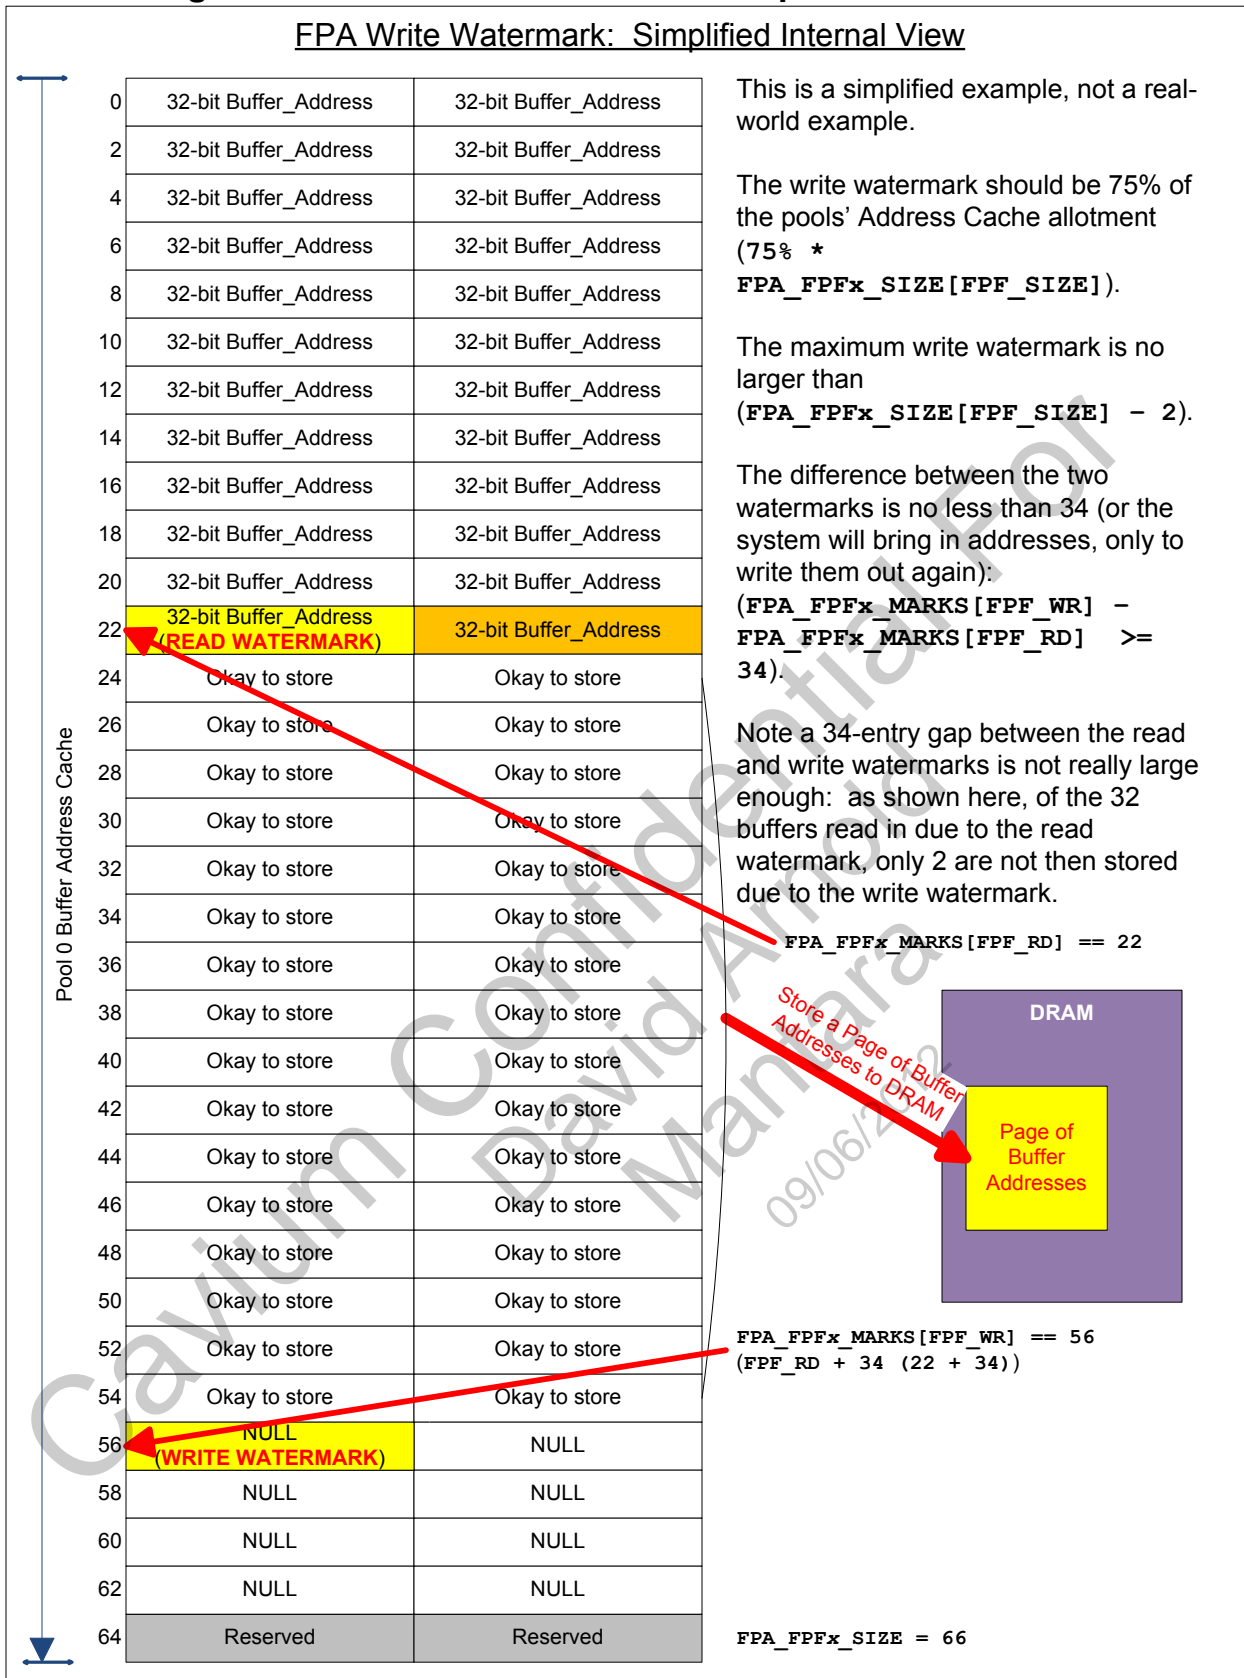 FPA Write Watermark:  Simplified Internal View
This is a simplified example, not a real-
world example.
The write watermark should be 75% of
the pools' Address Cache allotment
(75% *
FPA_FPFx_SIZE[FPF_SIZE]).
The maximum write watermark is no
larger than
(FPA_FPFx_SIZE[FPF_SIZE] – 2).
The difference between the two
watermarks is no less than 34 (or the
system will bring in addresses, only to
write them out again):
(FPA_FPFx_MARKS[FPF_WR] –
FPA_FPFx_MARKS[FPF_RD] >=
34).
Note a 34-entry gap between the read
and write watermarks is not really large
enough:  as shown here, of the 32
buffers read in due to the read
watermark, only 2 are not then stored
due to the write watermark.
Pool 0 Buffer Address Cache
0 32-bit Buffer_Address 32-bit Buffer_Address
2 32-bit Buffer_Address 32-bit Buffer_Address
4 32-bit Buffer_Address 32-bit Buffer_Address
6 32-bit Buffer_Address 32-bit Buffer_Address
8 32-bit Buffer_Address 32-bit Buffer_Address
10 32-bit Buffer_Address 32-bit Buffer_Address
12 32-bit Buffer_Address 32-bit Buffer_Address
14 32-bit Buffer_Address 32-bit Buffer_Address
16 32-bit Buffer_Address 32-bit Buffer_Address
18 32-bit Buffer_Address 32-bit Buffer_Address
20 32-bit Buffer_Address 32-bit Buffer_Address
22 32-bit Buffer_Address 32-bit Buffer_Address
(READ WATERMARK)
24 Okay to store Okay to store
26 Okay to store Okay to store
28 Okay to store Okay to store
30 Okay to store Okay to store
32 Okay to store Okay to store
34 Okay to store Okay to store
36 Okay to store Okay to store
38 Okay to store Okay to store
40 Okay to store Okay to store
42 Okay to store Okay to store
44 Okay to store Okay to store
46 Okay to store Okay to store
48 Okay to store Okay to store
50 Okay to store Okay to store
52 Okay to store Okay to store
54 Okay to store Okay to store
56 NULL NULL
(WRITE WATERMARK)
58 NULL NULL
60 NULL NULL
62 NULL NULL
64 Reserved Reserved
FPA_FPFx_MARKS[FPF_RD] == 22
Store a Page of Buffer
Addresses to DRAM
DRAM
Page of
Buffer
Addresses
FPA_FPFx_MARKS[FPF_WR] == 56
(FPF_RD + 34 (22 + 34))
FPA_FPFx_SIZE = 66
Cavium Confidential For
David Arnold
Mantara
09/06/2012